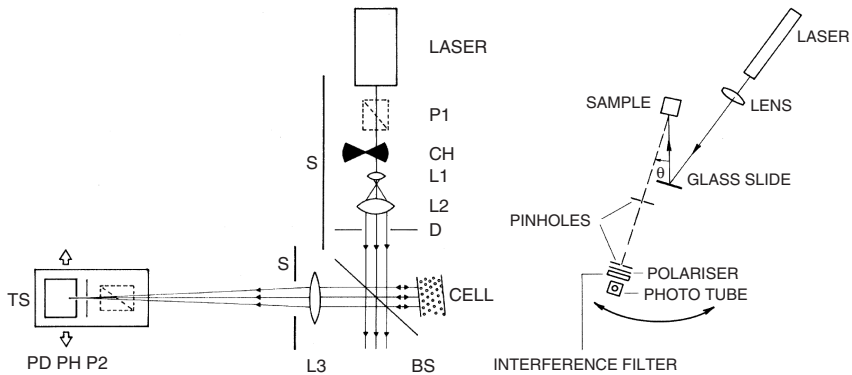 LASER
P1
S
CH
L1
L2
D
S
TS
CELL
PD PH P2
L3
BS
LASER
SAMPLE
LENS
θ
GLASS SLIDE
PINHOLES
POLARISER
PHOTO TUBE
INTERFERENCE FILTER